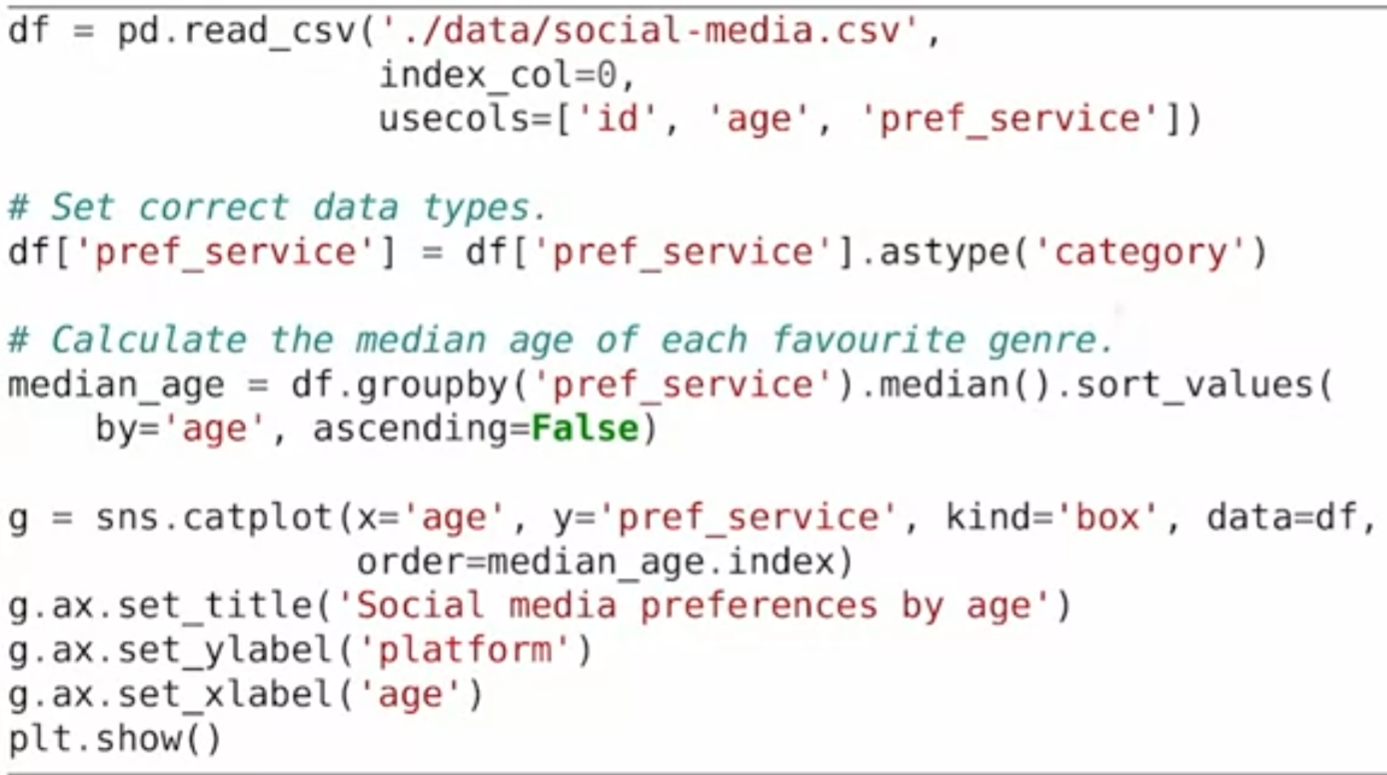 df = pd.read_csv('./data/social-media.csv',
                 index_col=0,
                 usecols=['id', 'age', 'pref_service'])
# Set correct data types.
df['pref_service'] = df['pref_service'].astype('category')
# Calculate the median age of each favourite genre.
median_age = df.groupby('pref_service').median().sort_values(
    by='age', ascending=False)
g = sns.catplot(x='age', y='pref_service', kind='box', data=df,
                order=median_age.index)
g.ax.set_title('Social media preferences by age')
g.ax.set_ylabel('platform')
g.ax.set_xlabel('age')
plt.show()